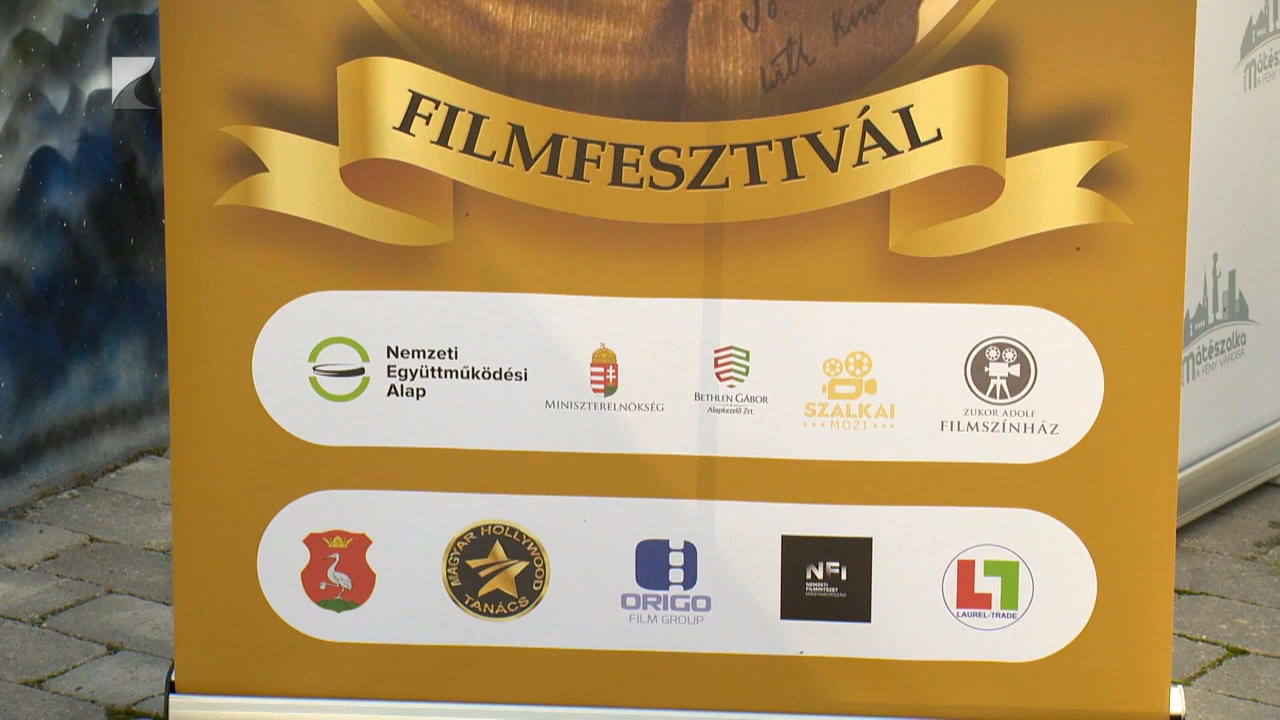 with
FILMFESZTIVÁL
Nemzeti
Együttműködési
Alap
MINISZTERELNÖKSÉG
BETHLEN GÁBOR
Alapkezelő Zrt.
SZALKAI
MOZI
ZUKOR ADOLF
FILMSZÍNHÁZ
MAGYAR HOLLYWOOD
TANÁCS
ORIGO
FILM GROUP
NFI
NEMZETI
FILMINTÉZET
MAGYARORSZÁG
LAUREL-TRADE
Mátészalka
A FÉNY VÁROSA